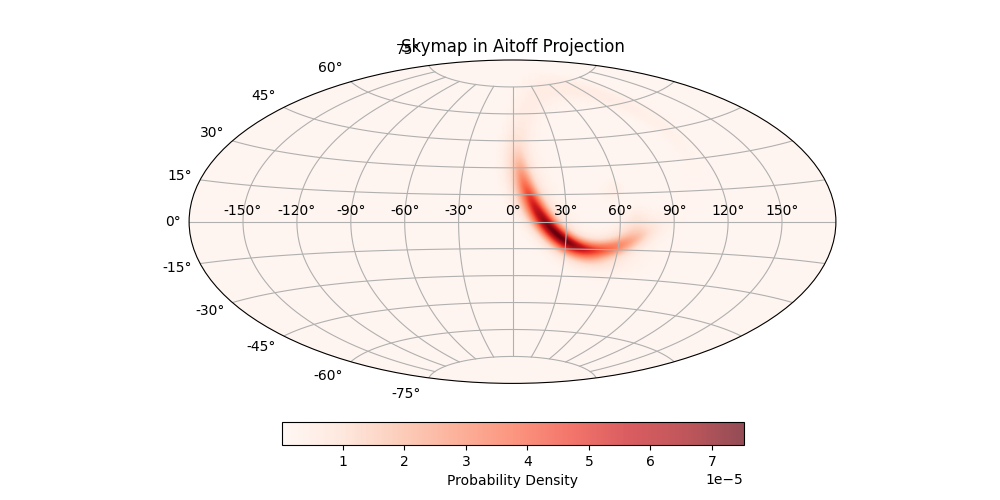 75°
Skymap in Aitoff Projection
60°
45°
30°
15°
-150° -120° -90° -60° -30° 0° 30° 60° 90° 120° 150°
0°
-15°
-30°
-45°
-60°
-75°
1 2 3 4 5 6 7
1e−5
Probability Density